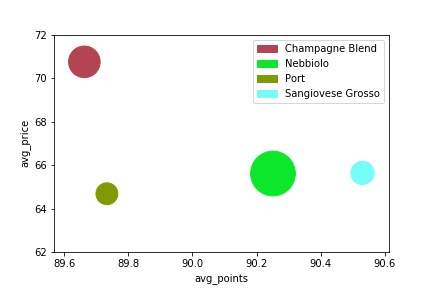 72
70
68
66
64
62
avg_price
Champagne Blend
Nebbiolo
Port
Sangiovese Grosso
89.6
89.8
90.0
90.2
90.4
90.6
avg_points